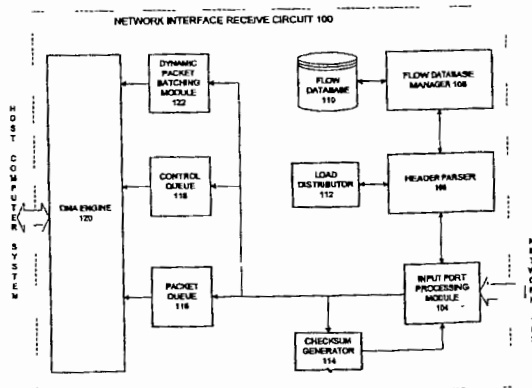 NETWORK INTERFACE RECEIVE CIRCUIT 100
DYNAMIC
PACKET
BATCHING
MODULE
122
FLOW
DATABASE
110
FLOW DATABASE
MANAGER 108
HOST COMPUTER SYSTEM
DMA ENGINE
120
CONTROL
QUEUE
118
LOAD
DISTRIBUTOR
112
HEADER PARSER
106
PACKET
QUEUE
116
INPUT PORT
PROCESSING
MODULE
104
CHECKSUM
GENERATOR
114